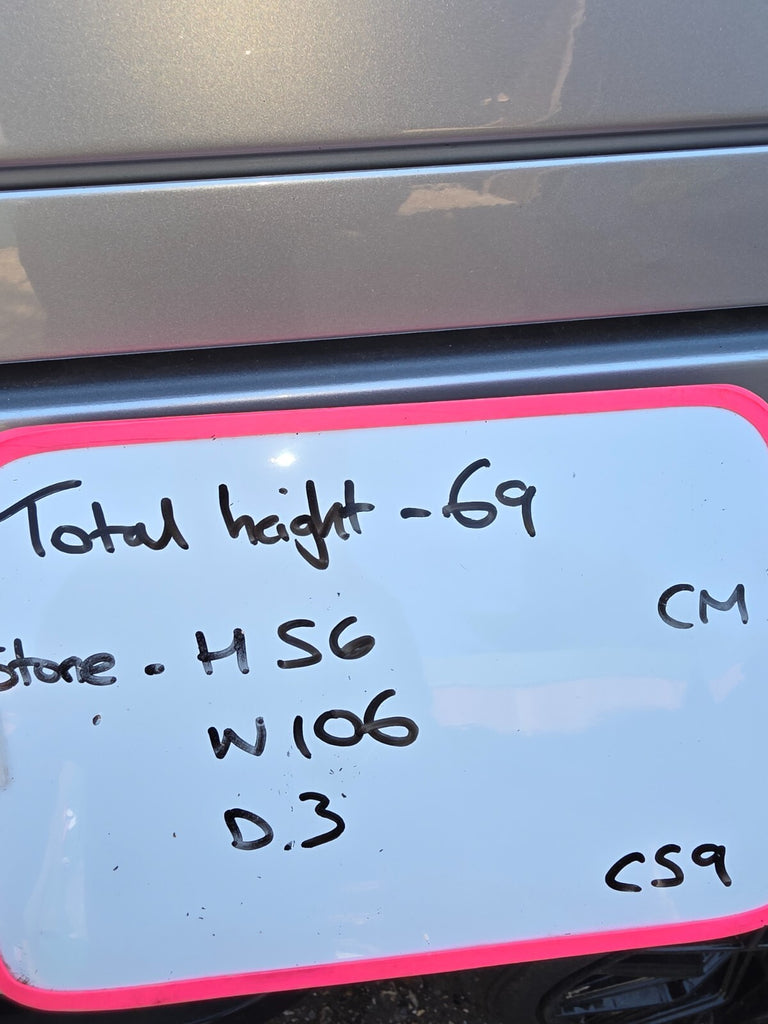 Total height - 69
CM
Stone . H 56
W 106
D.3
CS9